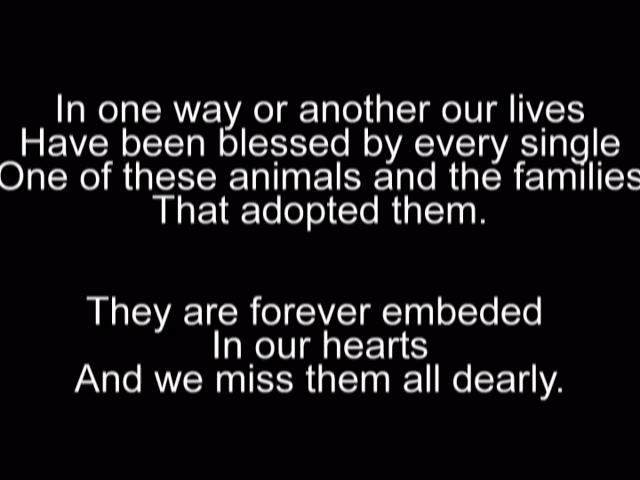 In one way or another our lives
Have been blessed by every single
One of these animals and the families
That adopted them.
They are forever embeded
In our hearts
And we miss them all dearly.